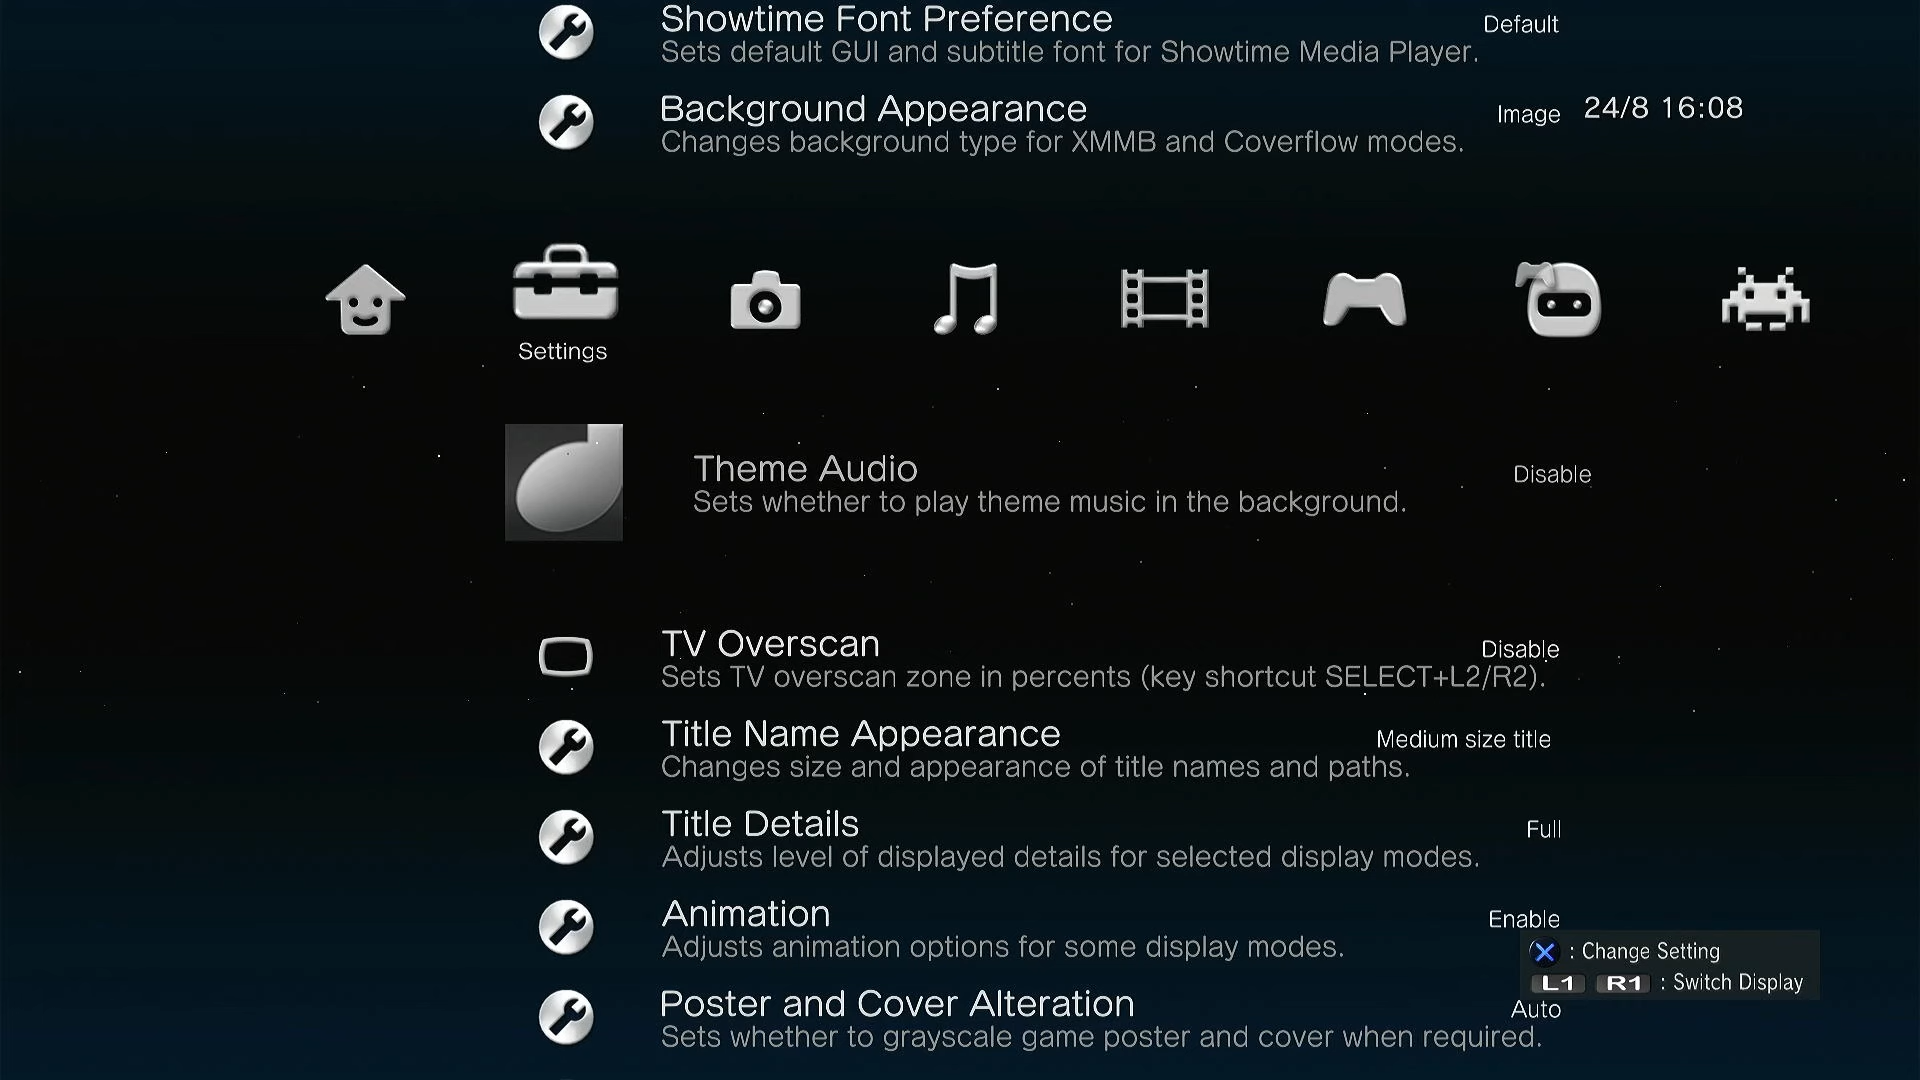 Showtime Font Preference
Default
Sets default GUI and subtitle font for Showtime Media Player.
Background Appearance
Image
24/8 16:08
Changes background type for XMMB and Coverflow modes.
Settings
Theme Audio
Disable
Sets whether to play theme music in the background.
TV Overscan
Disable
Sets TV overscan zone in percents (key shortcut SELECT+L2/R2).
Title Name Appearance
Medium size title
Changes size and appearance of title names and paths.
Title Details
Full
Adjusts level of displayed details for selected display modes.
Animation
Enable
Adjusts animation options for some display modes.
X : Change Setting
L1 R1 : Switch Display
Poster and Cover Alteration
Auto
Sets whether to grayscale game poster and cover when required.